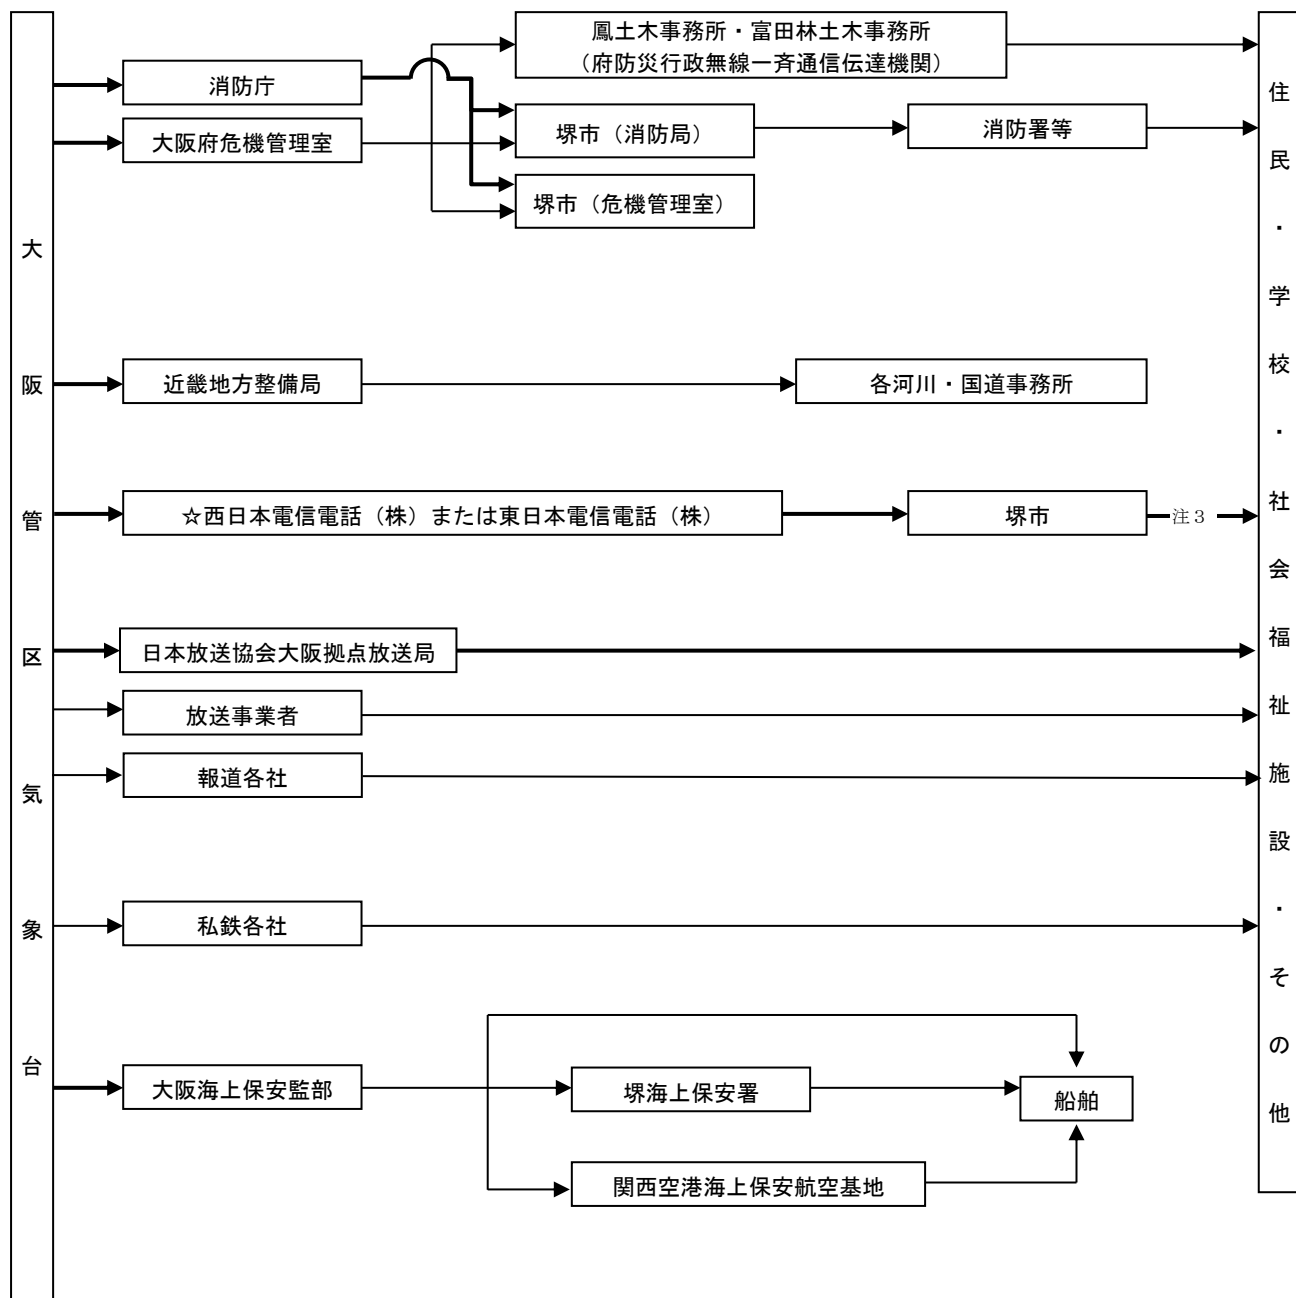 大阪管区気象台
鳳土木事務所・富田林土木事務所
（府防災行政無線一斉通信伝達機関）
消防庁
大阪府危機管理室
堺市（消防局）
消防署等
堺市（危機管理室）
近畿地方整備局
各河川・国道事務所
☆西日本電信電話（株）または東日本電信電話（株）
堺市
注３
日本放送協会大阪拠点放送局
放送事業者
報道各社
私鉄各社
大阪海上保安監部
堺海上保安署
船舶
関西空港海上保安航空基地
住民・学校・社会福祉施設・その他